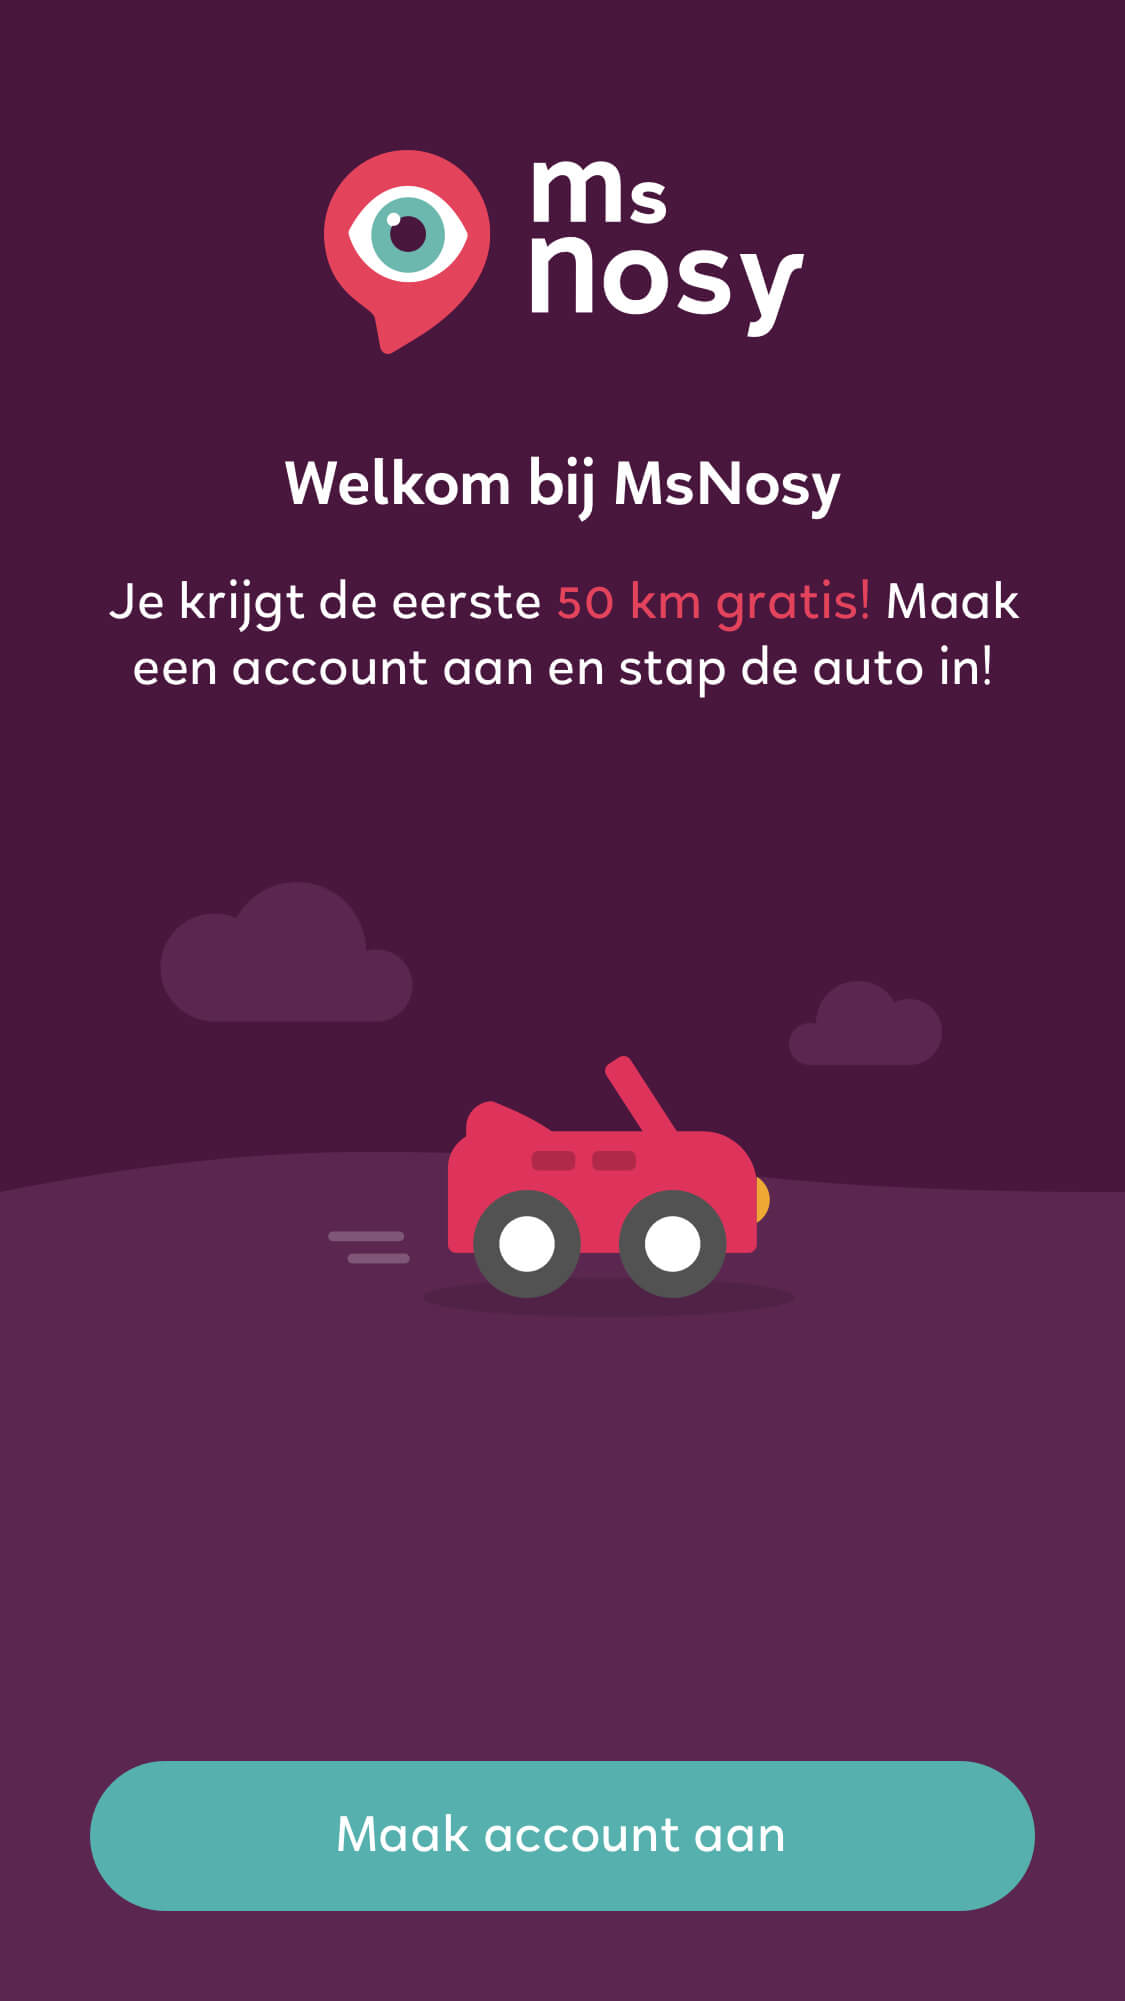 ms
nosy
Welkom bij MsNosy
Je krijgt de eerste 50 km gratis! Maak
een account aan en stap de auto in!
Maak account aan